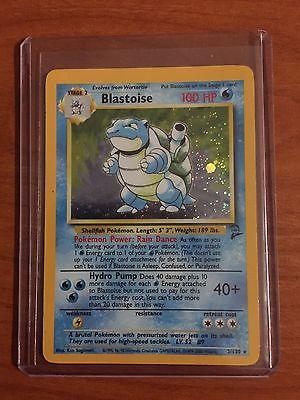 Evolves from Wartortle Put Blastoise on the Stage 1 card
STAGE 2
Blastoise 100 HP
Shellfish Pokémon. Length: 5' 3", Weight: 189 lbs.
Pokémon Power: Rain Dance As often as
you like during your turn (before your attack), you may
attach 1 Energy card to 1 of your Pokémon. (This doesn't use up
your 1 Energy card attachment for the turn.) This power can't be
used if Blastoise is Asleep, Confused, or Paralyzed.
Hydro Pump Does 40 damage plus 10
more damage for each Energy attached
to Blastoise but not used to pay for this
attack's Energy cost. You can't add more
than 20 damage in this way.
40+
weakness resistance retreat cost
A brutal Pokémon with pressurized water jets on its shell.
They are used for high-speed tackles. LV. 52 #9
Illus. Ken Sugimori
2/130 ★